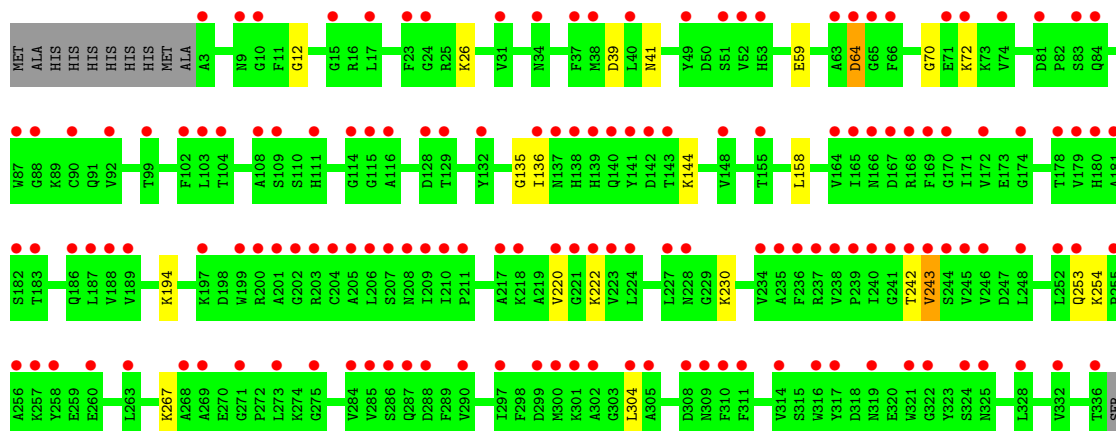 MET ALA HIS HIS HIS HIS HIS HIS MET ALA A3 N9 G10 F11 G12 G15 R16 L17 F23 G24 R25 K26 V31 N34 F37 M38 D39 L40 N41 Y49 D50 S51 V52 H53 E59 A63 D64 G65 F66 G70 E71 K72 K73 V74 D81 P82 S83 Q84
W87 G88 K89 C90 Q91 V92 T99 F102 L103 T104 A108 S109 S110 H111 G114 G115 A116 D128 T129 Y132 G135 I136 N137 H138 H139 Q140 Y141 D142 T143 K144 V148 T155 L158 V164 I165 N166 D167 R168 F169 G170 I171 V172 E173 G174 T178 V179 H180 A181
S182 T183 Q186 L187 V188 V189 K194 K197 D198 W199 R200 A201 G202 R203 C204 A205 L206 S207 N208 I209 I210 P211 A217 K218 A219 V220 G221 K222 V223 L224 L227 N228 G229 K230 V234 A235 F236 R237 V238 P239 I240 G241 T242 V243 S244 V245 V246 D247 L248 L252 Q253 K254 R255
A256 K257 Y258 E259 E260 L263 K267 A268 A269 E270 G271 P272 L273 K274 G275 V284 V285 S286 Q287 D288 F289 V290 I297 F298 D299 M300 K301 A302 G303 L304 A305 D308 N309 F310 F311 V314 S315 W316 Y317 D318 N319 E320 W321 G322 Y323 S324 N325 L328 V332 T336 SER